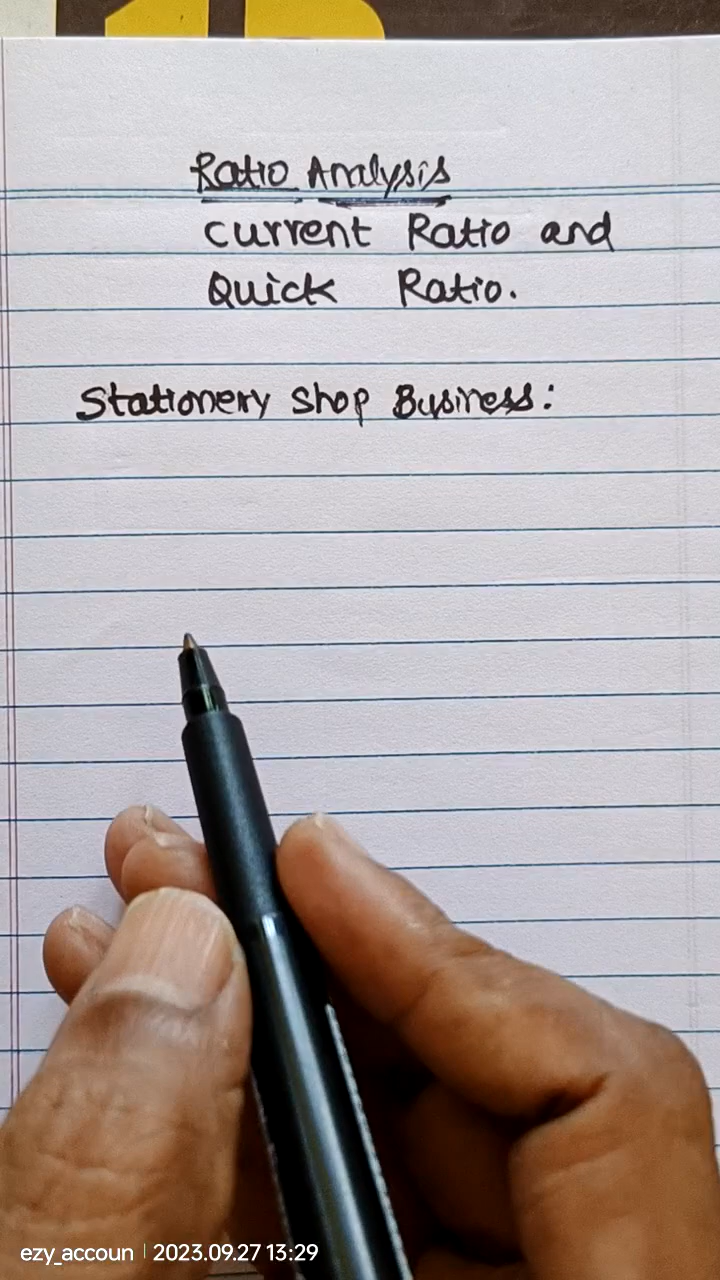 Ratio Analysis
current Ratio and
Quick Ratio.
Stationery Shop Business:
ezy_accoun | 2023.09.27 13:29